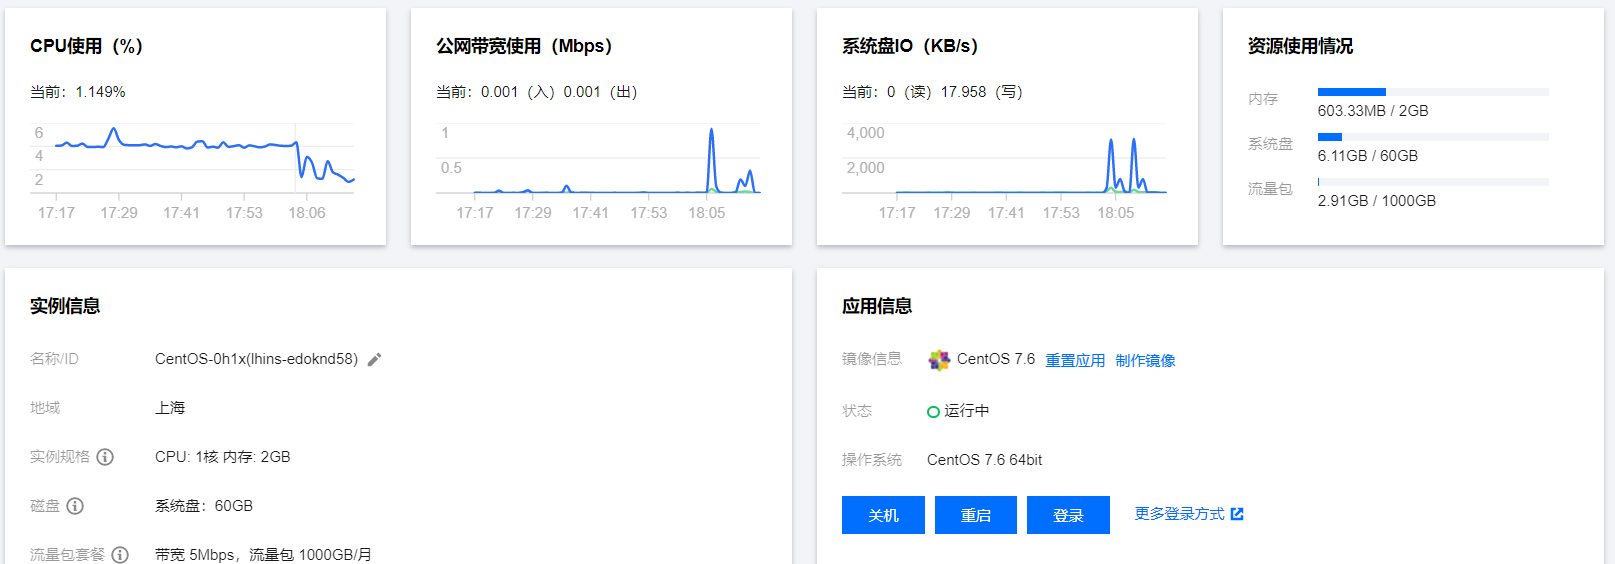 CPU使用（%）
当前：1.149%
6
4
2
17:17 17:29 17:41 17:53 18:06
公网带宽使用（Mbps）
当前：0.001（入）0.001（出）
1
0.5
17:17 17:29 17:41 17:53 18:05
系统盘IO（KB/s）
当前：0（读）17.958（写）
4,000
2,000
17:17 17:29 17:41 17:53 18:05
资源使用情况
内存
603.33MB / 2GB
系统盘
6.11GB / 60GB
流量包
2.91GB / 1000GB
实例信息
名称/ID CentOS-0h1x(lhins-edoknd58)
地域 上海
实例规格 CPU: 1核 内存: 2GB
磁盘 系统盘：60GB
流量包套餐 带宽 5Mbps，流量包 1000GB/月
应用信息
镜像信息 CentOS 7.6 重置应用 制作镜像
状态 运行中
操作系统 CentOS 7.6 64bit
关机 重启 登录 更多登录方式